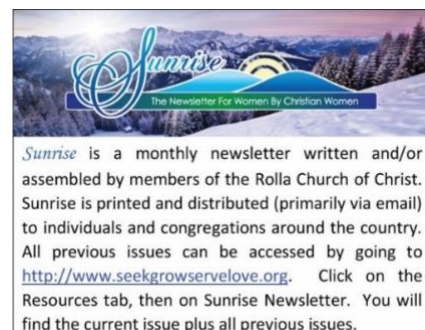 Sunrise
The Newsletter For Women By Christian Women
Sunrise is a monthly newsletter written and/or
assembled by members of the Rolla Church of Christ.
Sunrise is printed and distributed (primarily via email)
to individuals and congregations around the country.
All previous issues can be accessed by going to
http://www.seekgrowservelove.org. Click on the
Resources tab, then on Sunrise Newsletter. You will
find the current issue plus all previous issues.